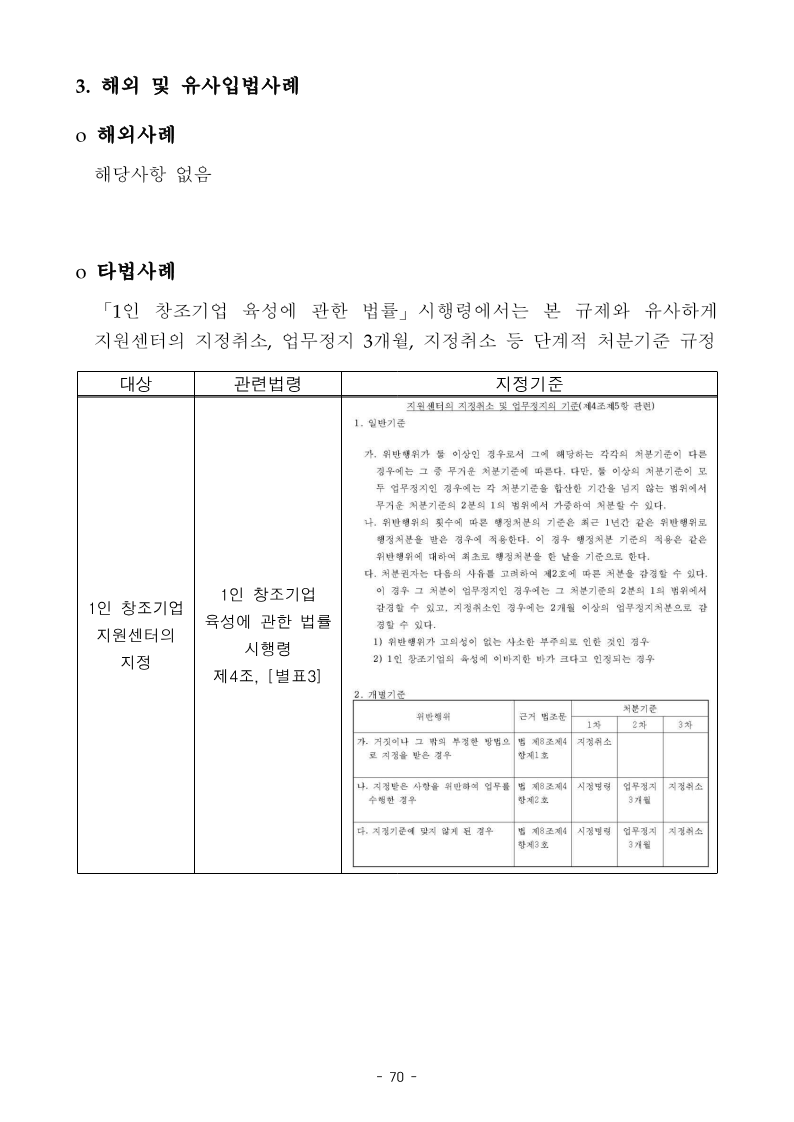 3. 해외 및 유사입법사례
o 해외사례
해당사항 없음
o 타법사례
「1인 창조기업 육성에 관한 법률」시행령에서는 본 규제와 유사하게
지원센터의 지정취소, 업무정지 3개월, 지정취소 등 단계적 처분기준 규정
대상 관련법령 지정기준
1인 창조기업
지원센터의
지정
1인 창조기업
육성에 관한 법률
시행령
제4조, [별표3]
지원센터의 지정취소 및 업무정지의 기준(제4조제5항 관련)
1. 일반기준
가. 위반행위가 둘 이상인 경우로서 그에 해당하는 각각의 처분기준이 다른
경우에는 그 중 무거운 처분기준에 따른다. 다만, 둘 이상의 처분기준이 모
두 업무정지인 경우에는 각 처분기준을 합산한 기간을 넘지 않는 범위에서
무거운 처분기준의 2분의 1의 범위에서 가중하여 처분할 수 있다.
나. 위반행위의 횟수에 따른 행정처분의 기준은 최근 1년간 같은 위반행위로
행정처분을 받은 경우에 적용한다. 이 경우 행정처분 기준의 적용은 같은
위반행위에 대하여 최초로 행정처분을 한 날을 기준으로 한다.
다. 처분권자는 다음의 사유를 고려하여 제2호에 따른 처분을 감경할 수 있다.
이 경우 그 처분이 업무정지인 경우에는 그 처분기준의 2분의 1의 범위에서
감경할 수 있고, 지정취소인 경우에는 2개월 이상의 업무정지처분으로 감
경할 수 있다.
1) 위반행위가 고의성이 없는 사소한 부주의로 인한 것인 경우
2) 1인 창조기업의 육성에 이바지한 바가 크다고 인정되는 경우
2. 개별기준
위반행위 근거 법조문 처분기준
1차 2차 3차
가. 거짓이나 그 밖의 부정한 방법으 법 제8조제4 지정취소
로 지정을 받은 경우 항제1호
나. 지정받은 사항을 위반하여 업무를 법 제8조제4 시정명령 업무정지 지정취소
수행한 경우 항제2호 3개월
다. 지정기준에 맞지 않게 된 경우 법 제8조제4 시정명령 업무정지 지정취소
항제3호 3개월
- 70 -